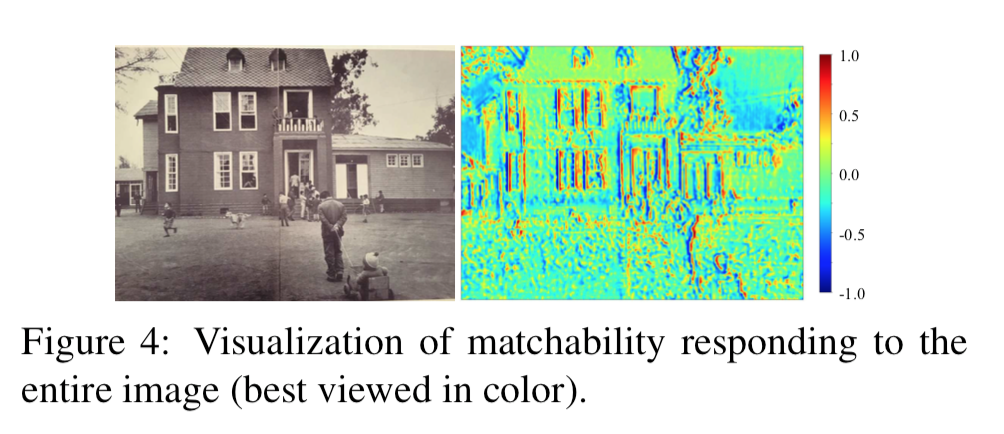 1.0
0.5
0.0
-0.5
-1.0
Figure 4: Visualization of matchability responding to the
entire image (best viewed in color).